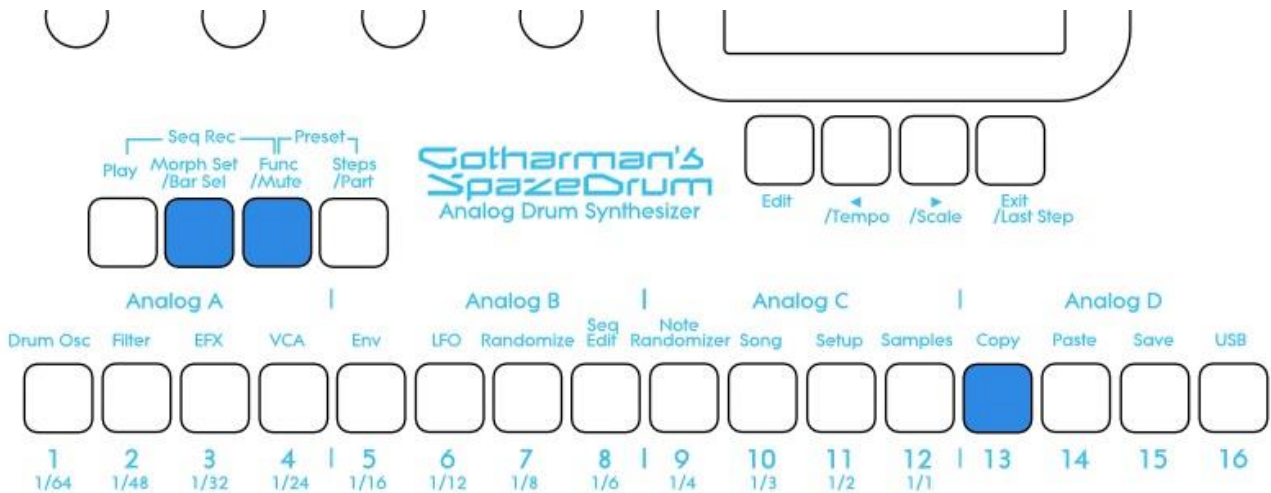 Seq Rec Preset
Play Morph Set Func Steps
/Bar Sel /Mute /Part
Gotharman's
SpazeDrum
Analog Drum Synthesizer
Edit ◄ ► Exit
/Tempo /Scale /Last Step
Analog A | Analog B | Analog C | Analog D
Drum Osc Filter EFX VCA Env LFO Randomize Seq Edit Note Randomizer Song Setup Samples Copy Paste Save USB
1 2 3 4 | 5 6 7 8 | 9 10 11 12 | 13 14 15 16
1/64 1/48 1/32 1/24 1/16 1/12 1/8 1/6 1/4 1/3 1/2 1/1